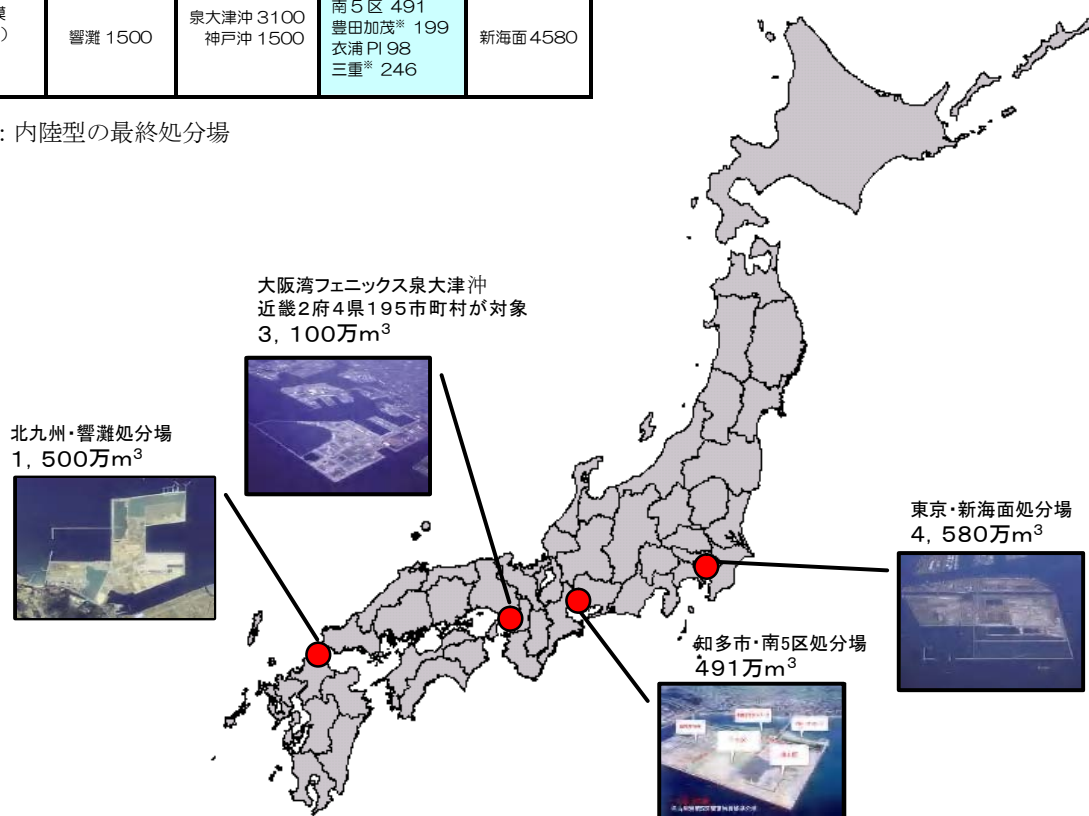 響灘 1500
泉大津沖 3100
神戸沖 1500
南5区 491
豊田加茂※ 199
衣浦PI 98
三重※ 246
新海面4580
: 内陸型の最終処分場
大阪湾フェニックス泉大津沖
近畿2府4県195市町村が対象
3, 100万m³
北九州・響灘処分場
1, 500万m³
東京・新海面処分場
4, 580万m³
知多市・南5区処分場
491万m³